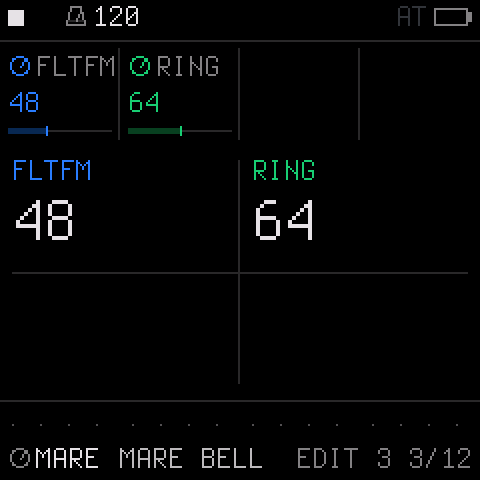 120 AT
FLTFM RING
48 64
FLTFM RING
48 64
MARE MARE BELL EDIT 3 3/12